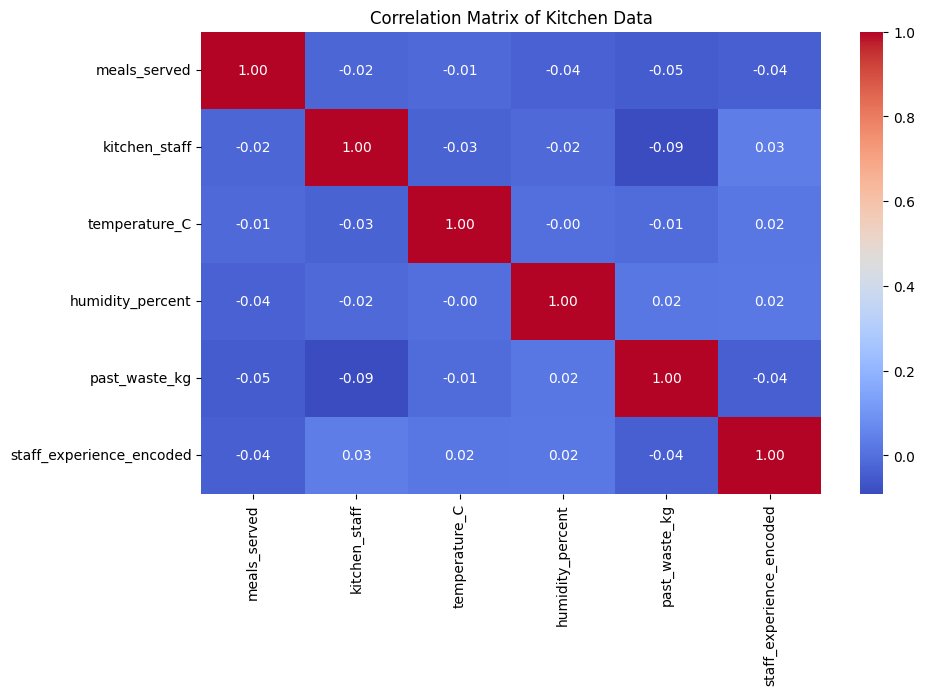 Correlation Matrix of Kitchen Data
meals_served 1.00 -0.02 -0.01 -0.04 -0.05 -0.04
kitchen_staff -0.02 1.00 -0.03 -0.02 -0.09 0.03
temperature_C -0.01 -0.03 1.00 -0.00 -0.01 0.02
humidity_percent -0.04 -0.02 -0.00 1.00 0.02 0.02
past_waste_kg -0.05 -0.09 -0.01 0.02 1.00 -0.04
staff_experience_encoded -0.04 0.03 0.02 0.02 -0.04 1.00
meals_served
kitchen_staff
temperature_C
humidity_percent
past_waste_kg
staff_experience_encoded
1.0
0.8
0.6
0.4
0.2
0.0